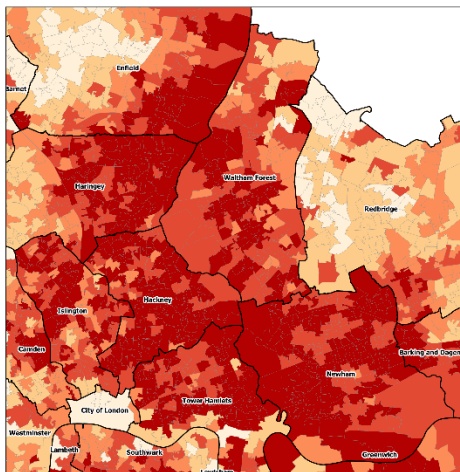 Enfield
Barnet
Haringey
Waltham Forest
Redbridge
Islington
Hackney
Camden
Barking and Dagen
Newham
Tower Hamlets
City of London
Westminster
Lambeth
Southwark
Greenwich